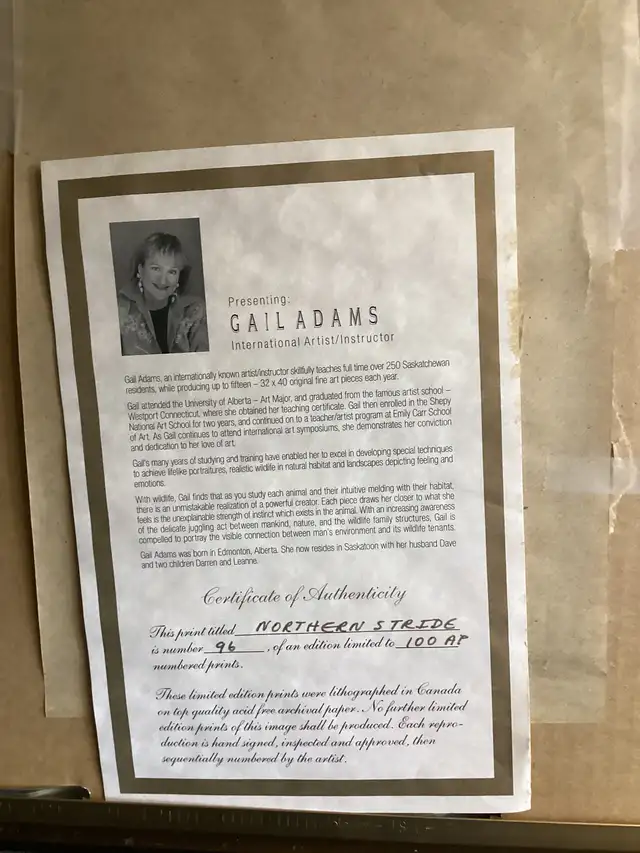 Presenting:
GAIL ADAMS
International Artist/Instructor
Gail Adams, an internationally known artist/instructor skillfully teaches full time over 250 Saskatchewan
residents, while producing up to fifteen – 32 x 40 original fine art pieces each year.
Gail attended the University of Alberta – Art Major, and graduated from the famous artist school –
Westport Connecticut, where she obtained her teaching certificate. Gail then enrolled in the Shepy
National Art School for two years, and continued on to a teacher/artist program at Emily Carr School
of Art. As Gail continues to attend international art symposiums, she demonstrates her conviction
and dedication to her love of art.
Gail's many years of studying and training have enabled her to excel in developing special techniques
to achieve lifelike portraitures, realistic wildlife in natural habitat and landscapes depicting feeling and
emotions.
With wildlife, Gail finds that as you study each animal and their intuitive melding with their habitat,
there is an unmistakable realization of a powerful creator. Each piece draws her closer to what she
feels is the unexplainable strength of instinct which exists in the animal. With an increasing awareness
of the delicate juggling act between mankind, nature, and the wildlife family structures, Gail is
compelled to portray the visible connection between man's environment and its wildlife tenants.
Gail Adams was born in Edmonton, Alberta. She now resides in Saskatoon with her husband Dave
and two children Darren and Leanne.
Certificate of Authenticity
This print titled NORTHERN STRIDE
is number 96, of an edition limited to 100 AP
numbered prints.
These limited edition prints were lithographed in Canada
on top quality acid free archival paper. No further limited
edition prints of this image shall be produced. Each repro-
duction is hand signed, inspected and approved, then
sequentially numbered by the artist.